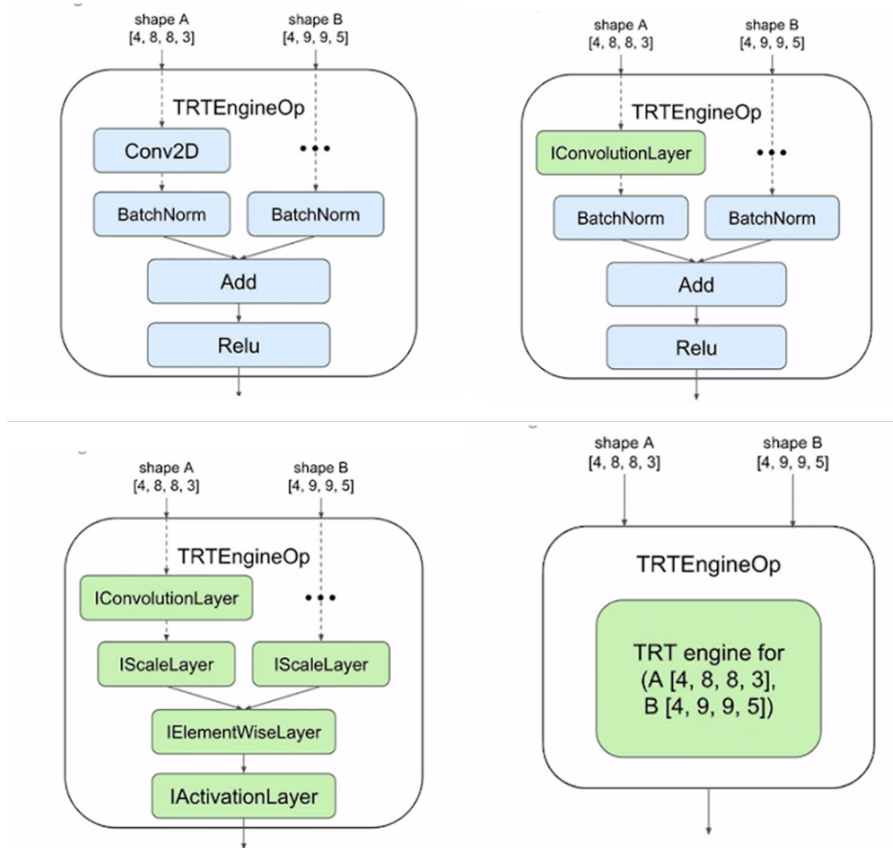 shape A
[4, 8, 8, 3]
shape B
[4, 9, 9, 5]
TRTEngineOp
Conv2D
BatchNorm
BatchNorm
Add
Relu
shape A
[4, 8, 8, 3]
shape B
[4, 9, 9, 5]
TRTEngineOp
IConvolutionLayer
BatchNorm
BatchNorm
Add
Relu
shape A
[4, 8, 8, 3]
shape B
[4, 9, 9, 5]
TRTEngineOp
IConvolutionLayer
IScaleLayer
IScaleLayer
IElementWiseLayer
IActivationLayer
shape A
[4, 8, 8, 3]
shape B
[4, 9, 9, 5]
TRTEngineOp
TRT engine for
(A [4, 8, 8, 3],
B [4, 9, 9, 5])